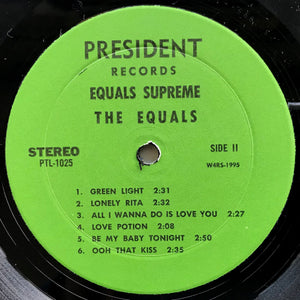 PRESIDENT
RECORDS
EQUALS SUPREME
THE EQUALS
STEREO
PTL-1025
SIDE II
W4RS-1995
1. GREEN LIGHT 2:31
2. LONELY RITA 2:32
3. ALL I WANNA DO IS LOVE YOU 2:27
4. LOVE POTION 2:08
5. BE MY BABY TONIGHT 2:50
6. OOH THAT KISS 2:35